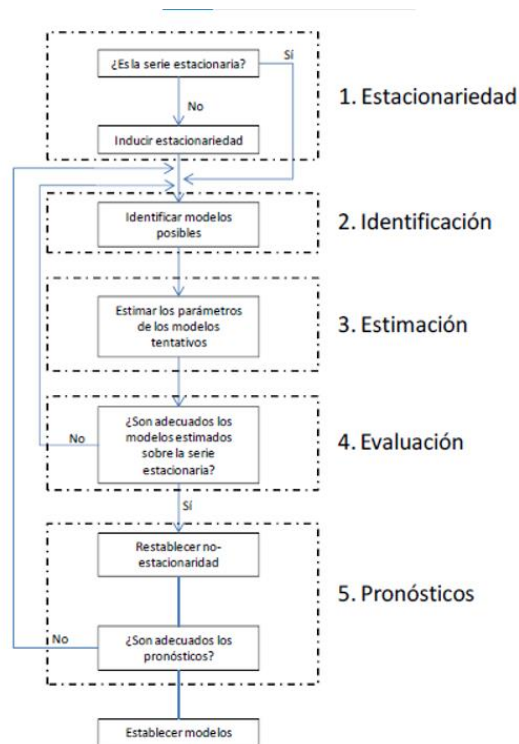 ¿Es la serie estacionaria?
Sí
No
Inducir estacionariedad
1. Estacionariedad
Identificar modelos
posibles
2. Identificación
Estimar los parámetros
de los modelos
tentativos
3. Estimación
¿Son adecuados los
modelos estimados
sobre la serie
estacionaria?
No
4. Evaluación
Sí
Restablecer no-
estacionaridad
5. Pronósticos
No
¿Son adecuados los
pronósticos?
Establecer modelos